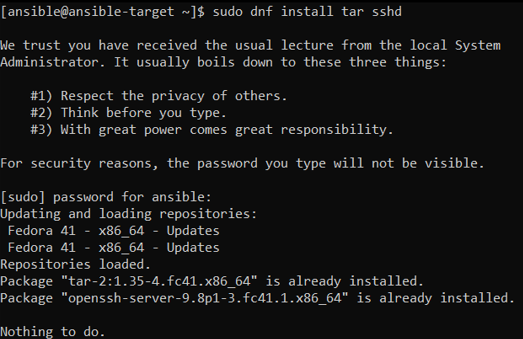 [ansible@ansible-target ~]$ sudo dnf install tar sshd
We trust you have received the usual lecture from the local System
Administrator. It usually boils down to these three things:
#1) Respect the privacy of others.
#2) Think before you type.
#3) With great power comes great responsibility.
For security reasons, the password you type will not be visible.
[sudo] password for ansible:
Updating and loading repositories:
Fedora 41 - x86_64 - Updates
Fedora 41 - x86_64 - Updates
Repositories loaded.
Package "tar-2:1.35-4.fc41.x86_64" is already installed.
Package "openssh-server-9.8p1-3.fc41.1.x86_64" is already installed.
Nothing to do.